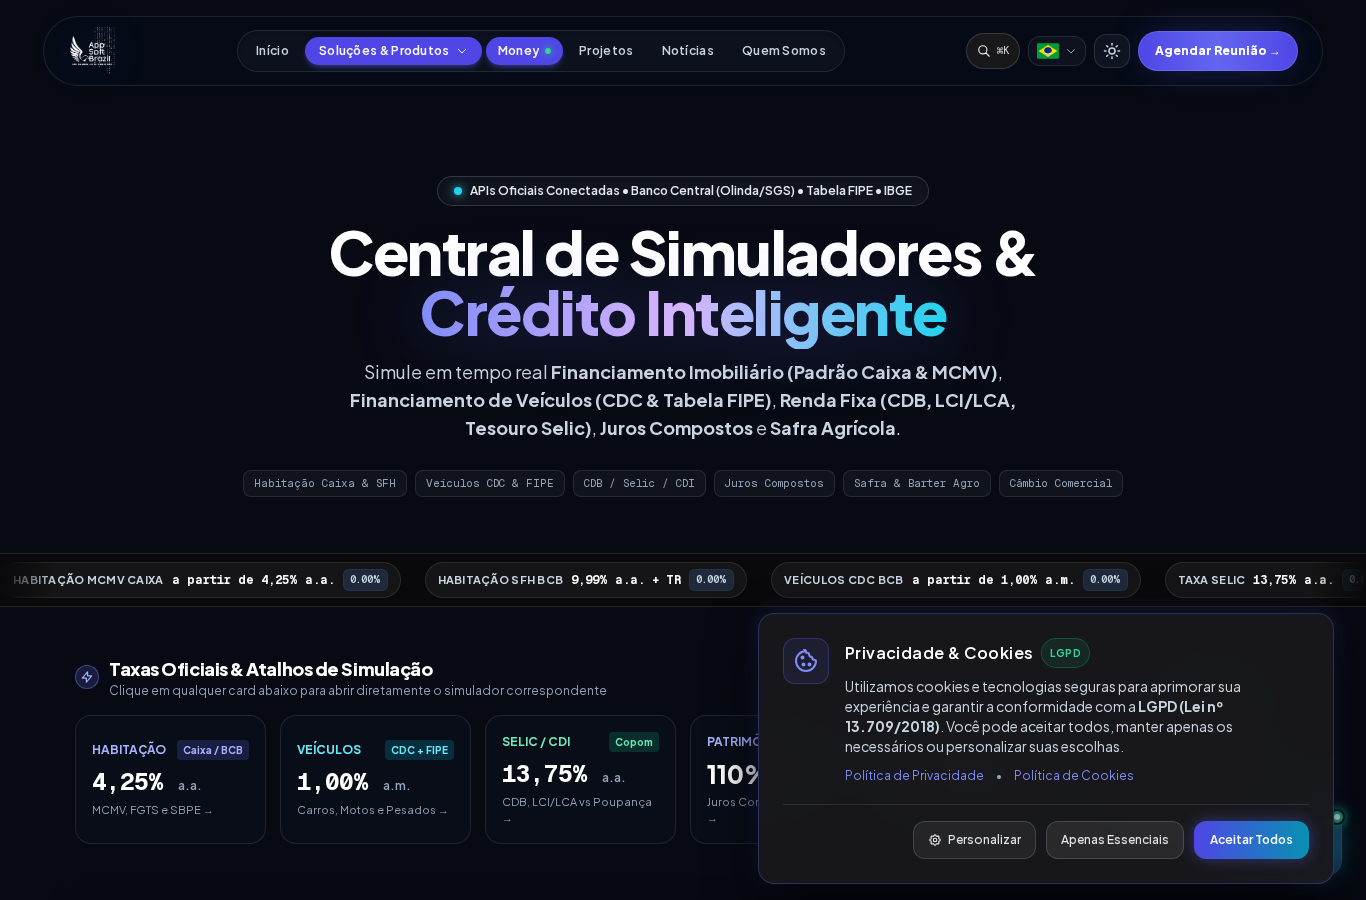 App
Soft
Brazil
Início
Soluções & Produtos
Money
Projetos
Notícias
Quem Somos
⌘K
Agendar Reunião →
APIs Oficiais Conectadas • Banco Central (Olinda/SGS) • Tabela FIPE • IBGE
Central de Simuladores &
Crédito Inteligente
Simule em tempo real Financiamento Imobiliário (Padrão Caixa & MCMV),
Financiamento de Veículos (CDC & Tabela FIPE), Renda Fixa (CDB, LCI/LCA,
Tesouro Selic), Juros Compostos e Safra Agrícola.
Habitação Caixa & SFH
Veículos CDC & FIPE
CDB / Selic / CDI
Juros Compostos
Safra & Barter Agro
Câmbio Comercial
HABITAÇÃO MCMV CAIXA a partir de 4,25% a.a. 0.00%
HABITAÇÃO SFH BCB 9,99% a.a. + TR 0.00%
VEÍCULOS CDC BCB a partir de 1,00% a.m. 0.00%
TAXA SELIC 13,75% a.a.
Taxas Oficiais & Atalhos de Simulação
Clique em qualquer card abaixo para abrir diretamente o simulador correspondente
HABITAÇÃO Caixa / BCB
4,25% a.a.
MCMV, FGTS e SBPE →
VEÍCULOS CDC + FIPE
1,00% a.m.
Carros, Motos e Pesados →
SELIC / CDI Copom
13,75% a.a.
CDB, LCI/LCA vs Poupança
→
PATRIMÔ
110%
Juros Co
→
Privacidade & Cookies LGPD
Utilizamos cookies e tecnologias seguras para aprimorar sua
experiência e garantir a conformidade com a LGPD (Lei nº
13.709/2018). Você pode aceitar todos, manter apenas os
necessários ou personalizar suas escolhas.
Política de Privacidade • Política de Cookies
Personalizar
Apenas Essenciais
Aceitar Todos